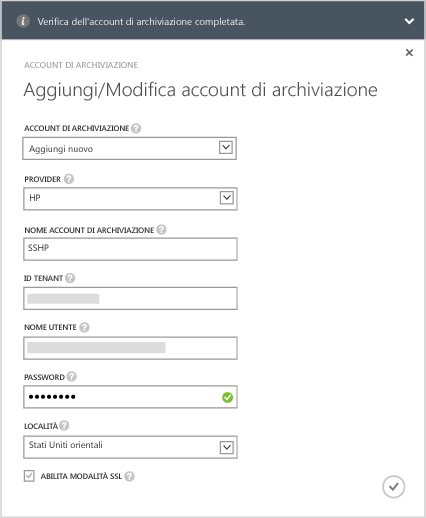 Verifica dell'account di archiviazione completata.
ACCOUNT DI ARCHIVIAZIONE
Aggiungi/Modifica account di archiviazione
ACCOUNT DI ARCHIVIAZIONE
Aggiungi nuovo
PROVIDER
HP
NOME ACCOUNT DI ARCHIVIAZIONE
SSHP
ID TENANT
NOME UTENTE
PASSWORD
LOCALITÀ
Stati Uniti orientali
ABILITA MODALITÀ SSL